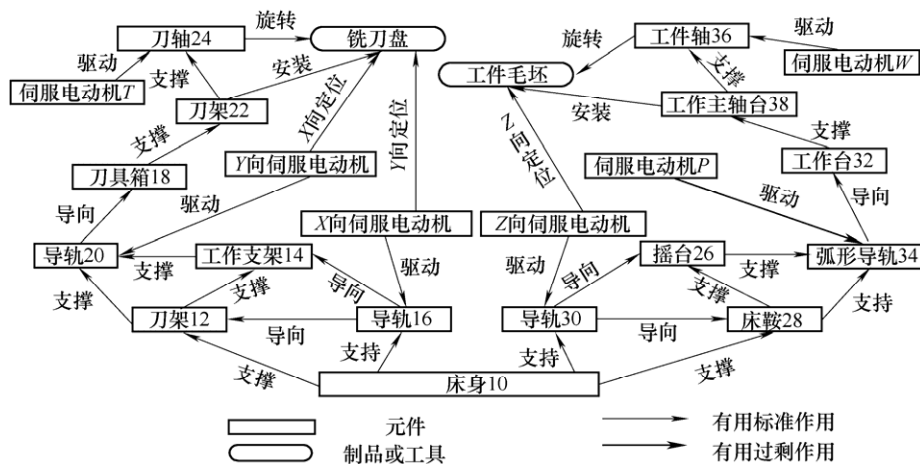 刀轴24
旋转
铣刀盘
旋转
工件轴36
驱动
驱动
支撑
安装
工件毛坯
支撑
伺服电动机W
伺服电动机T
刀架22
X向定位
Y向定位
安装
工作主轴台38
支撑
Z向定位
支撑
刀具箱18
Y向伺服电动机
伺服电动机P
工作台32
导向
驱动
驱动
导向
X向伺服电动机
Z向伺服电动机
导轨20
支撑
工作支架14
导向
驱动
驱动
导向
摇台26
支撑
弧形导轨34
支撑
支撑
支撑
支持
刀架12
导向
导轨16
导轨30
导向
床鞍28
支撑
支持
支持
支撑
床身10
元件
有用标准作用
制品或工具
有用过剩作用